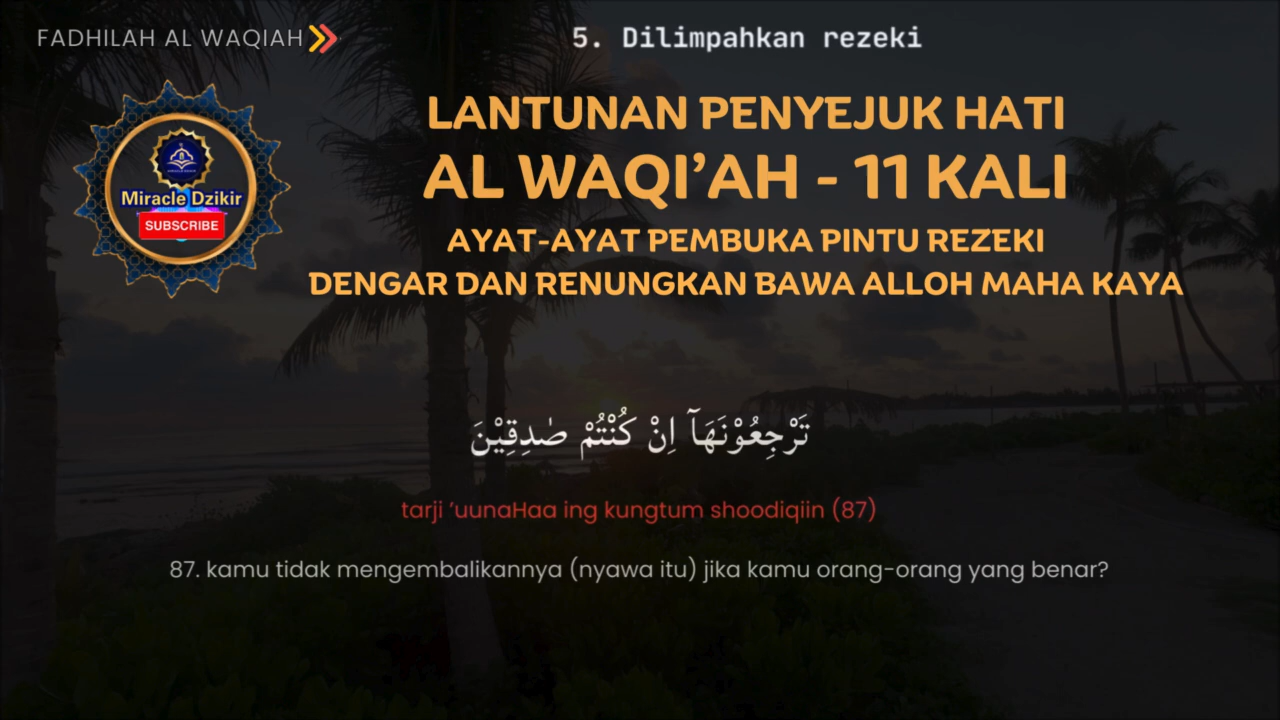 FADHILAH AL WAQIAH
5. Dilimpahkan rezeki
LANTUNAN PENYEJUK HATI
AL WAQI’AH - 11 KALI
AYAT-AYAT PEMBUKA PINTU REZEKI
DENGAR DAN RENUNGKAN BAWA ALLOH MAHA KAYA
Miracle Dzikir
SUBSCRIBE
تَرْجِعُوْنَهَآ اِنْ كُنْتُمْ صٰدِقِيْنَ
tarji ’uunaHaa ing kungtum shoodiqiin (87)
87. kamu tidak mengembalikannya (nyawa itu) jika kamu orang-orang yang benar?